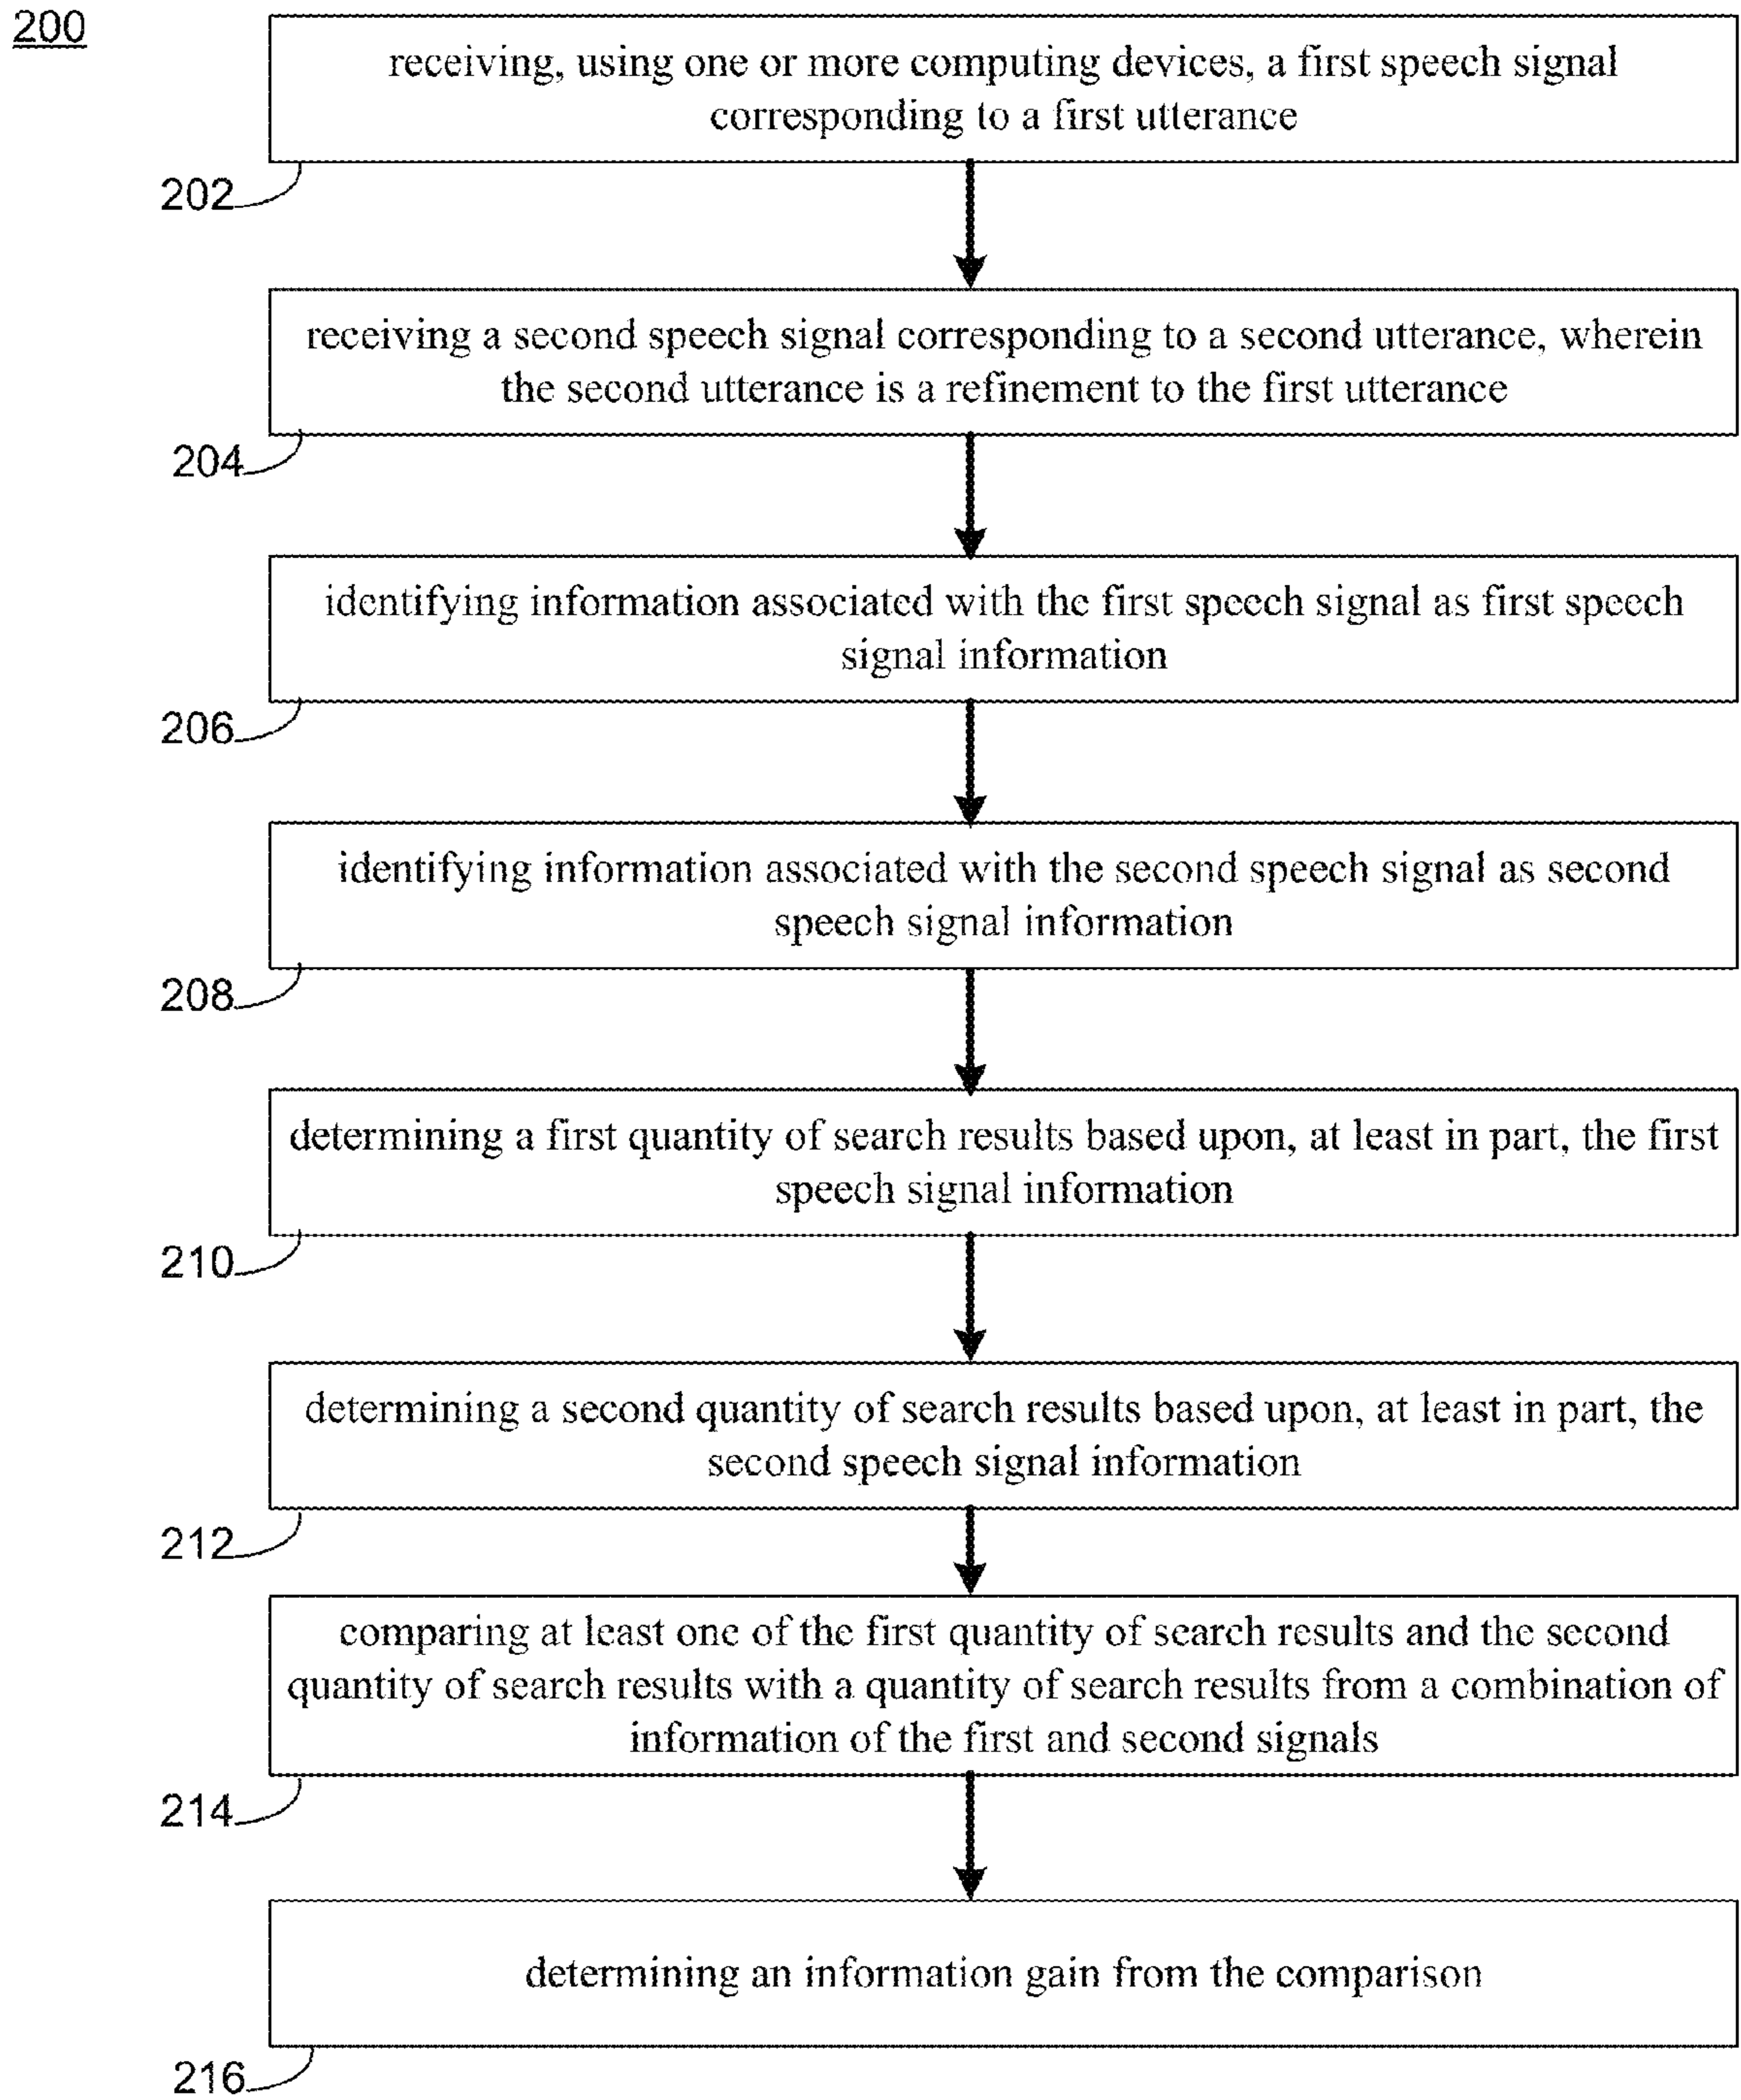 200
receiving, using one or more computing devices, a first speech signal
corresponding to a first utterance
202
receiving a second speech signal corresponding to a second utterance, wherein
the second utterance is a refinement to the first utterance
204
identifying information associated with the first speech signal as first speech
signal information
206
identifying information associated with the second speech signal as second
speech signal information
208
determining a first quantity of search results based upon, at least in part, the first
speech signal information
210
determining a second quantity of search results based upon, at least in part, the
second speech signal information
212
comparing at least one of the first quantity of search results and the second
quantity of search results with a quantity of search results from a combination of
information of the first and second signals
214
determining an information gain from the comparison
216